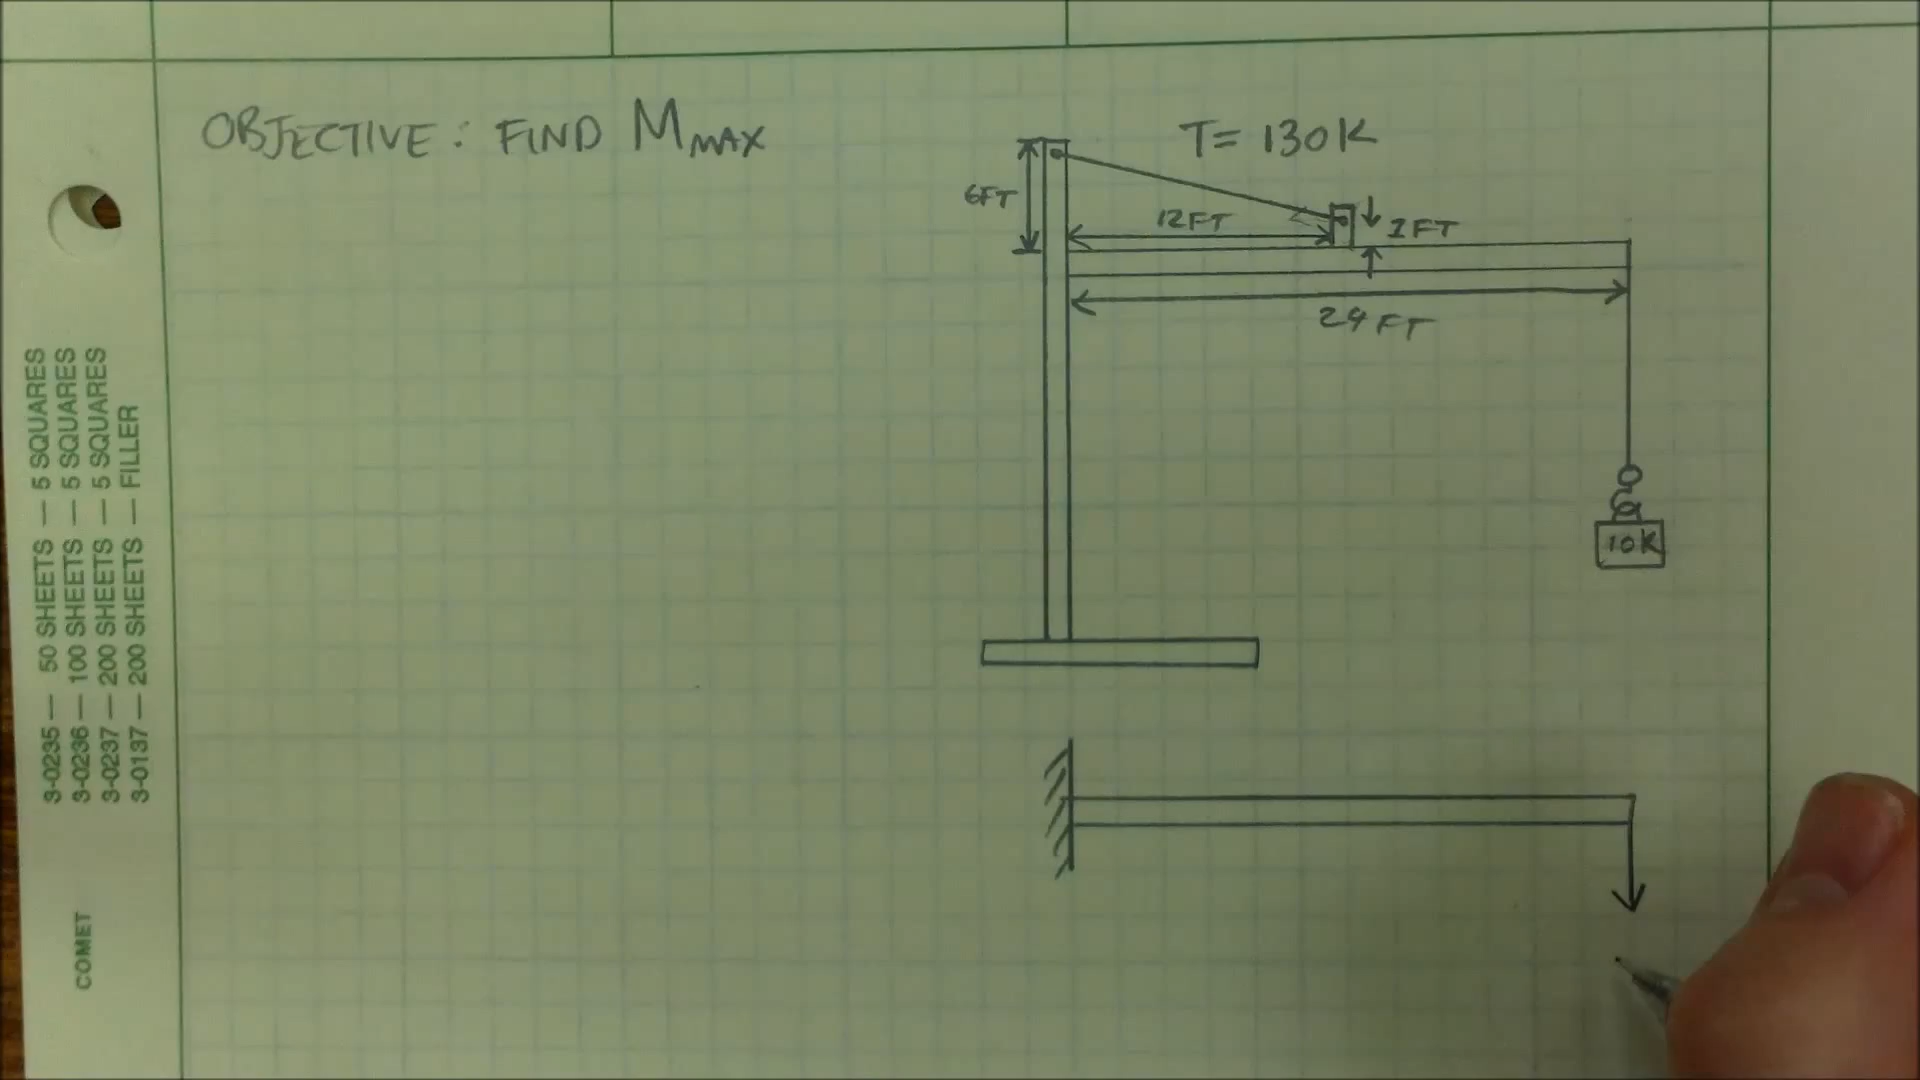 OBJECTIVE: FIND MMAX
T= 130K
6FT
12FT
1FT
24FT
10K
3-0235 — 50 SHEETS — 5 SQUARES
3-0236 — 100 SHEETS — 5 SQUARES
3-0237 — 200 SHEETS — 5 SQUARES
3-0137 — 200 SHEETS — FILLER
COMET